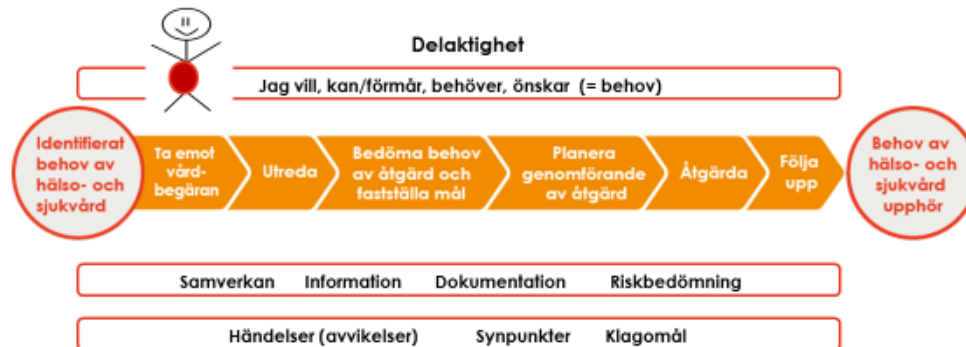 Delaktighet
Jag vill, kan/förmår, behöver, önskar (= behov)
Identifierat
behov av
hälso- och
sjukvård
Ta emot
vård-
begäran
Utreda
Bedöma behov
av åtgärd och
fastställa mål
Planera
genomförande
av åtgärd
Åtgärda
Följa
upp
Behov av
hälso- och
sjukvård
upphör
Samverkan Information Dokumentation Riskbedömning
Händelser (avvikelser) Synpunkter Klagomål